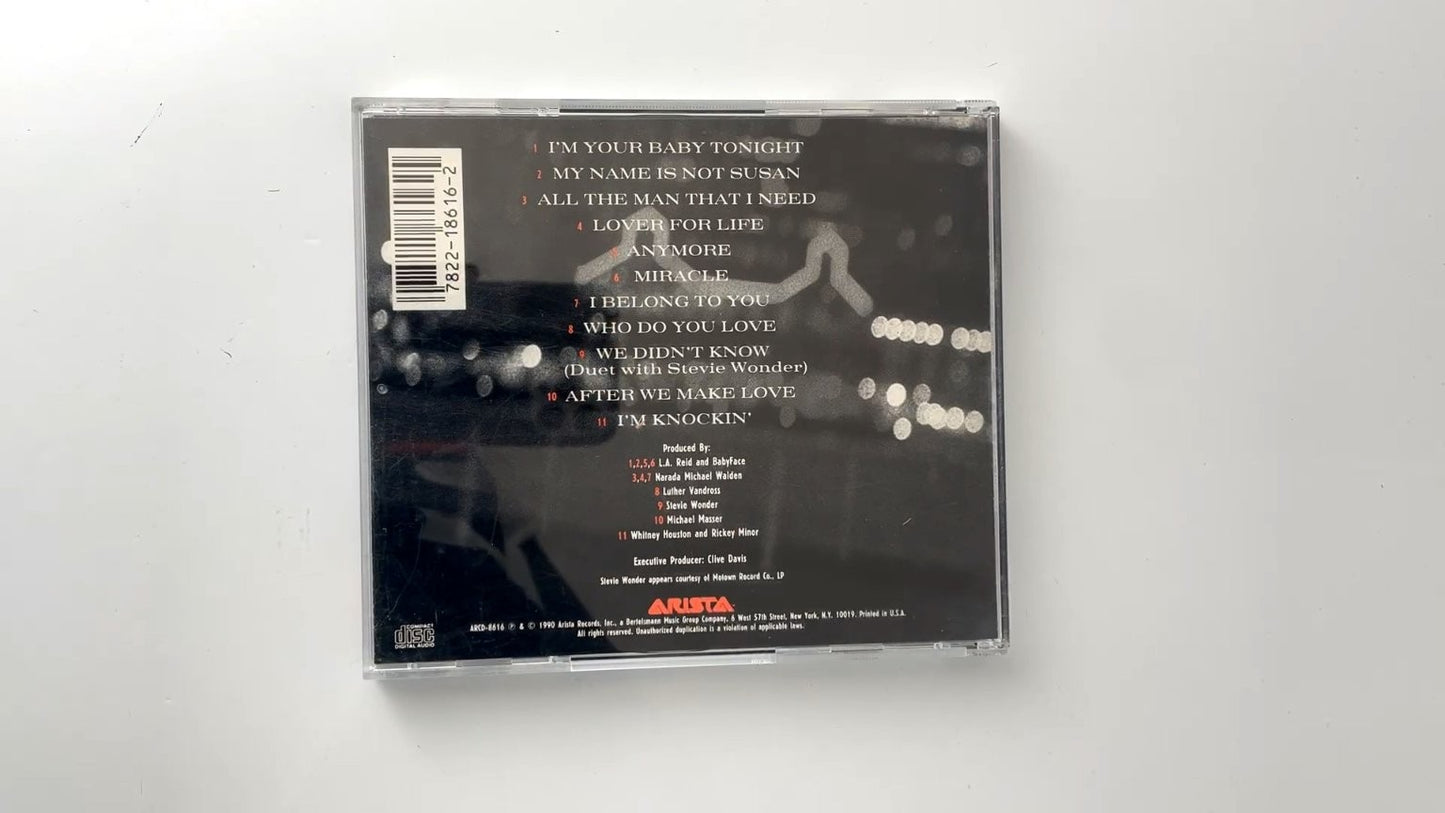 7822-18616-2
1 I'M YOUR BABY TONIGHT
2 MY NAME IS NOT SUSAN
3 ALL THE MAN THAT I NEED
4 LOVER FOR LIFE
5 ANYMORE
6 MIRACLE
7 I BELONG TO YOU
8 WHO DO YOU LOVE
9 WE DIDN'T KNOW
(Duet with Stevie Wonder)
10 AFTER WE MAKE LOVE
11 I'M KNOCKIN'
Produced By:
1,2,5,6 L.A. Reid and BabyFace
3,4,7 Narada Michael Walden
8 Luther Vandross
9 Stevie Wonder
10 Michael Masser
11 Whitney Houston and Rickey Minor
Executive Producer: Clive Davis
Stevie Wonder appears courtesy of Motown Record Co., LP
ARISTA
ARCD-8616 ℗ & © 1990 Arista Records, Inc., a Bertelsmann Music Group Company, 6 West 57th Street, New York, N.Y. 10019. Printed in U.S.A.
All rights reserved. Unauthorized duplication is a violation of applicable laws.
COMPACT
disc
DIGITAL AUDIO